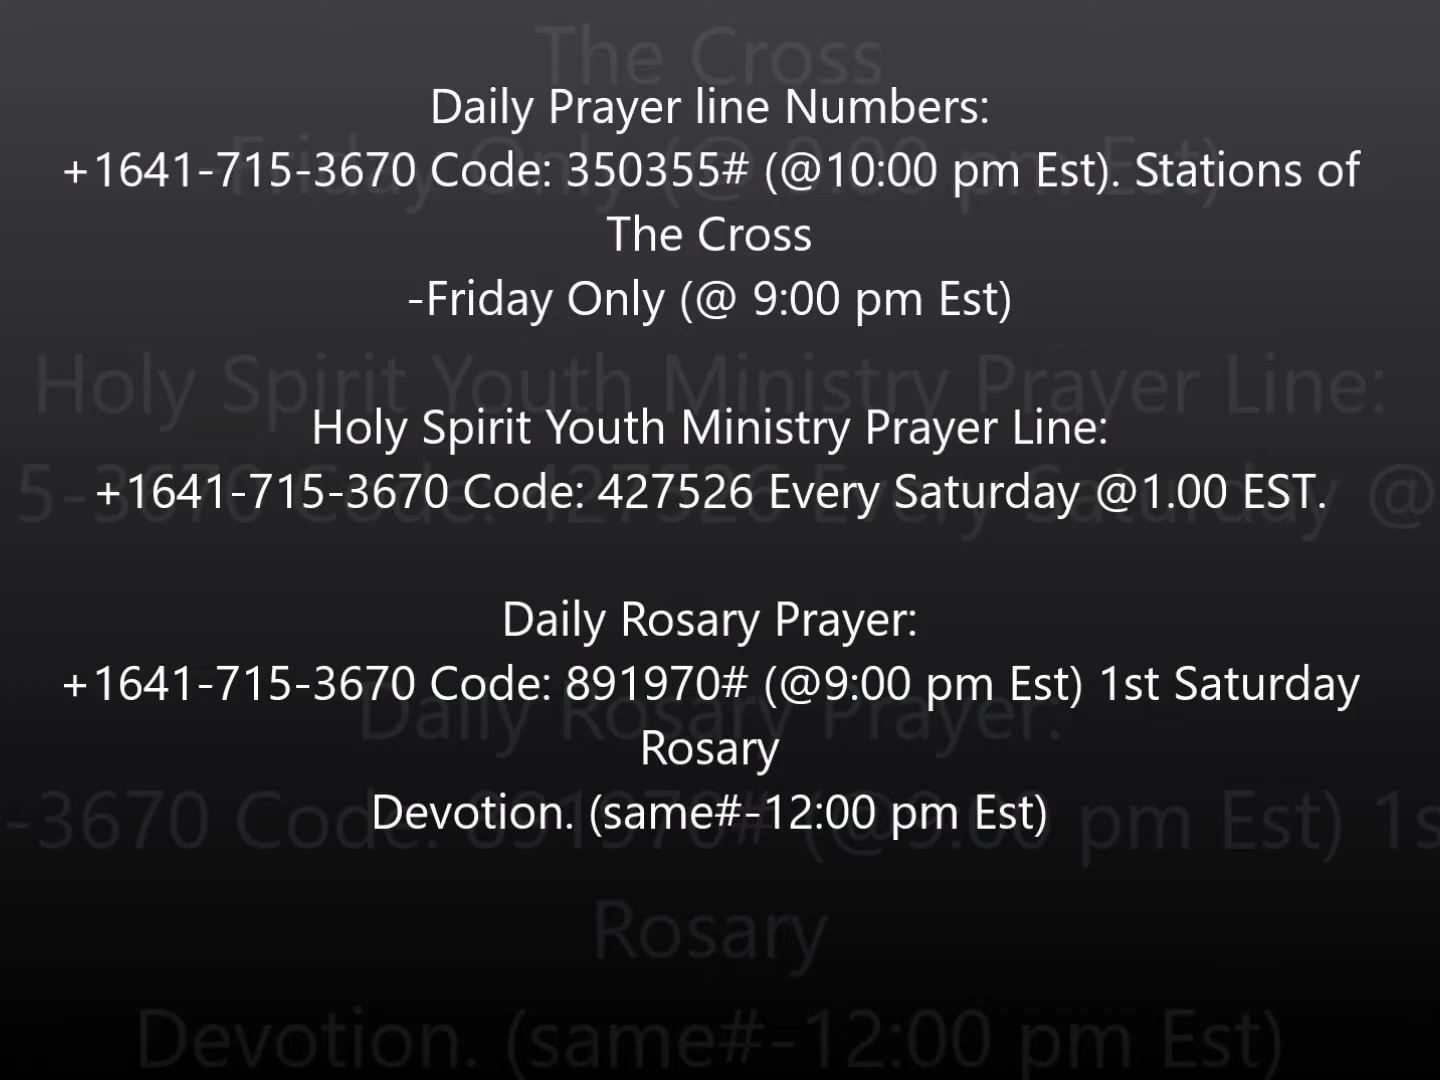 Daily Prayer line Numbers:
+1641-715-3670 Code: 350355# (@10:00 pm Est). Stations of
The Cross
-Friday Only (@ 9:00 pm Est)
Holy Spirit Youth Ministry Prayer Line:
+1641-715-3670 Code: 427526 Every Saturday @1.00 EST.
Daily Rosary Prayer:
+1641-715-3670 Code: 891970# (@9:00 pm Est) 1st Saturday
Rosary
Devotion. (same#-12:00 pm Est)